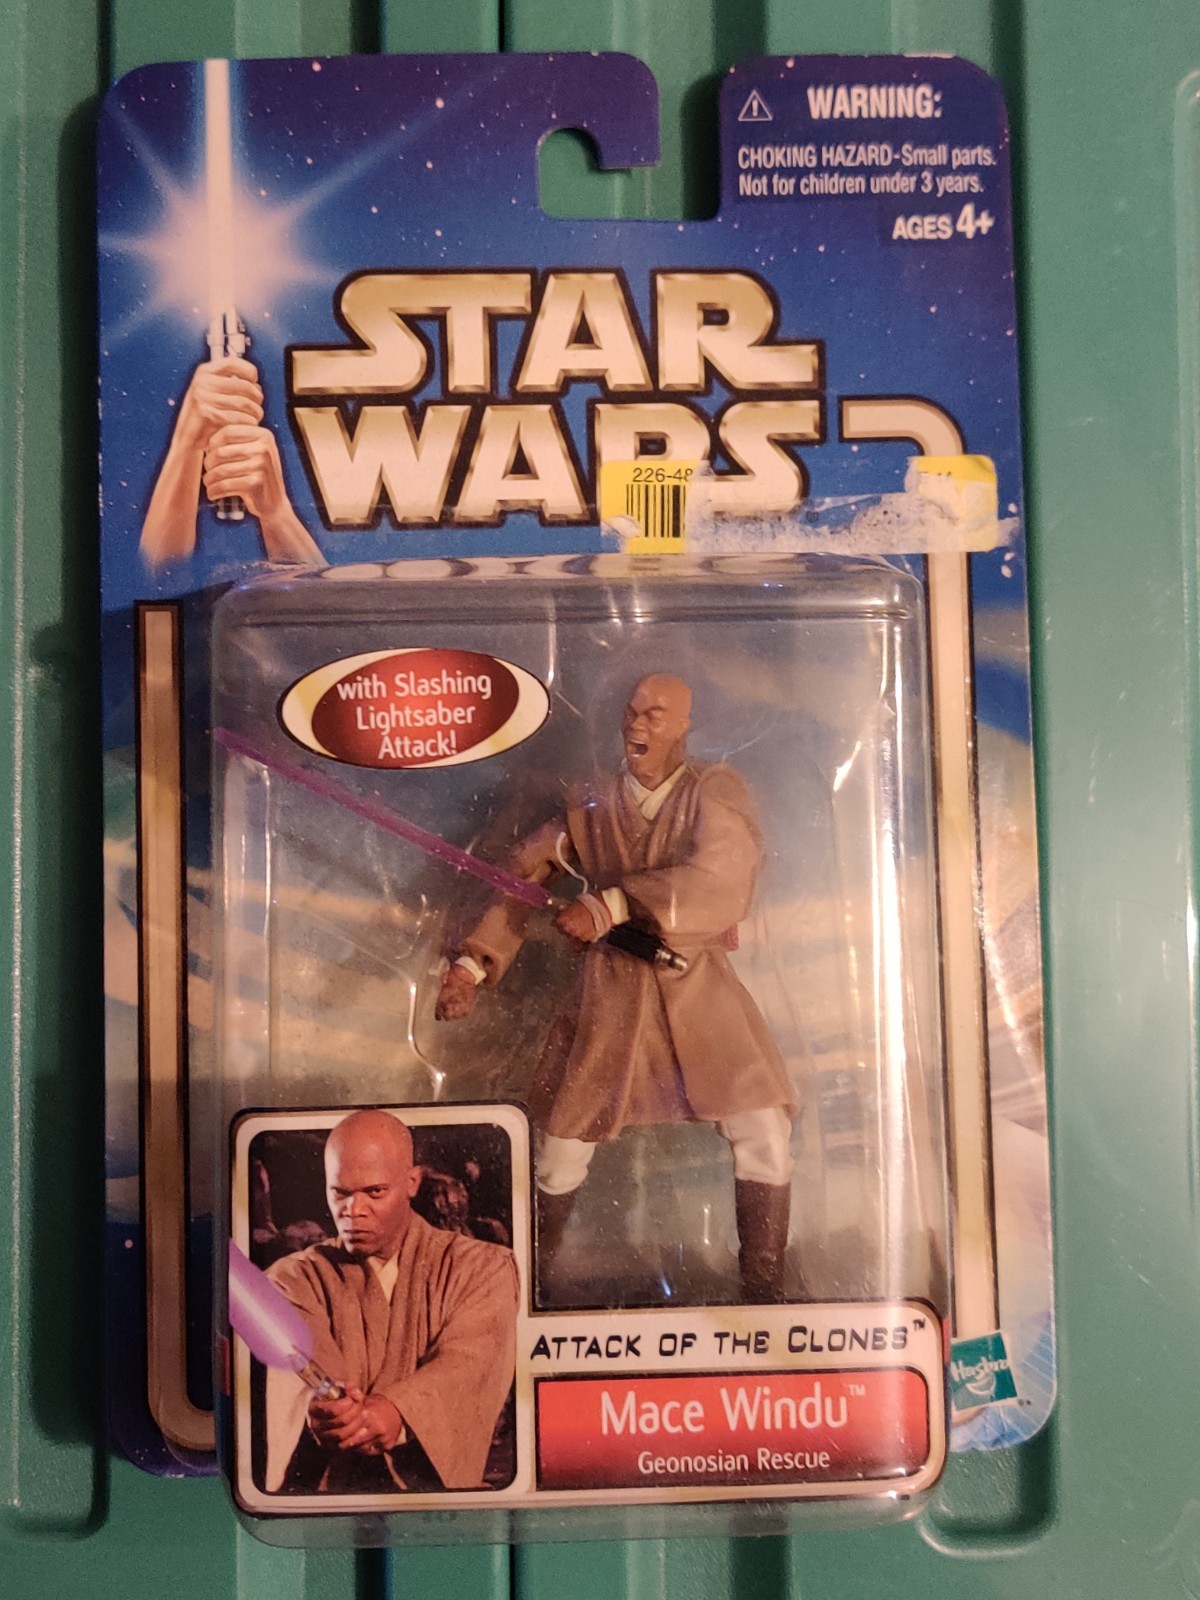 WARNING:
CHOKING HAZARD-Small parts.
Not for children under 3 years.
AGES 4+
STAR
WARS
226-48
with Slashing
Lightsaber
Attack!
ATTACK OF THE CLONES™
Mace Windu™
Geonosian Rescue
Hasbro